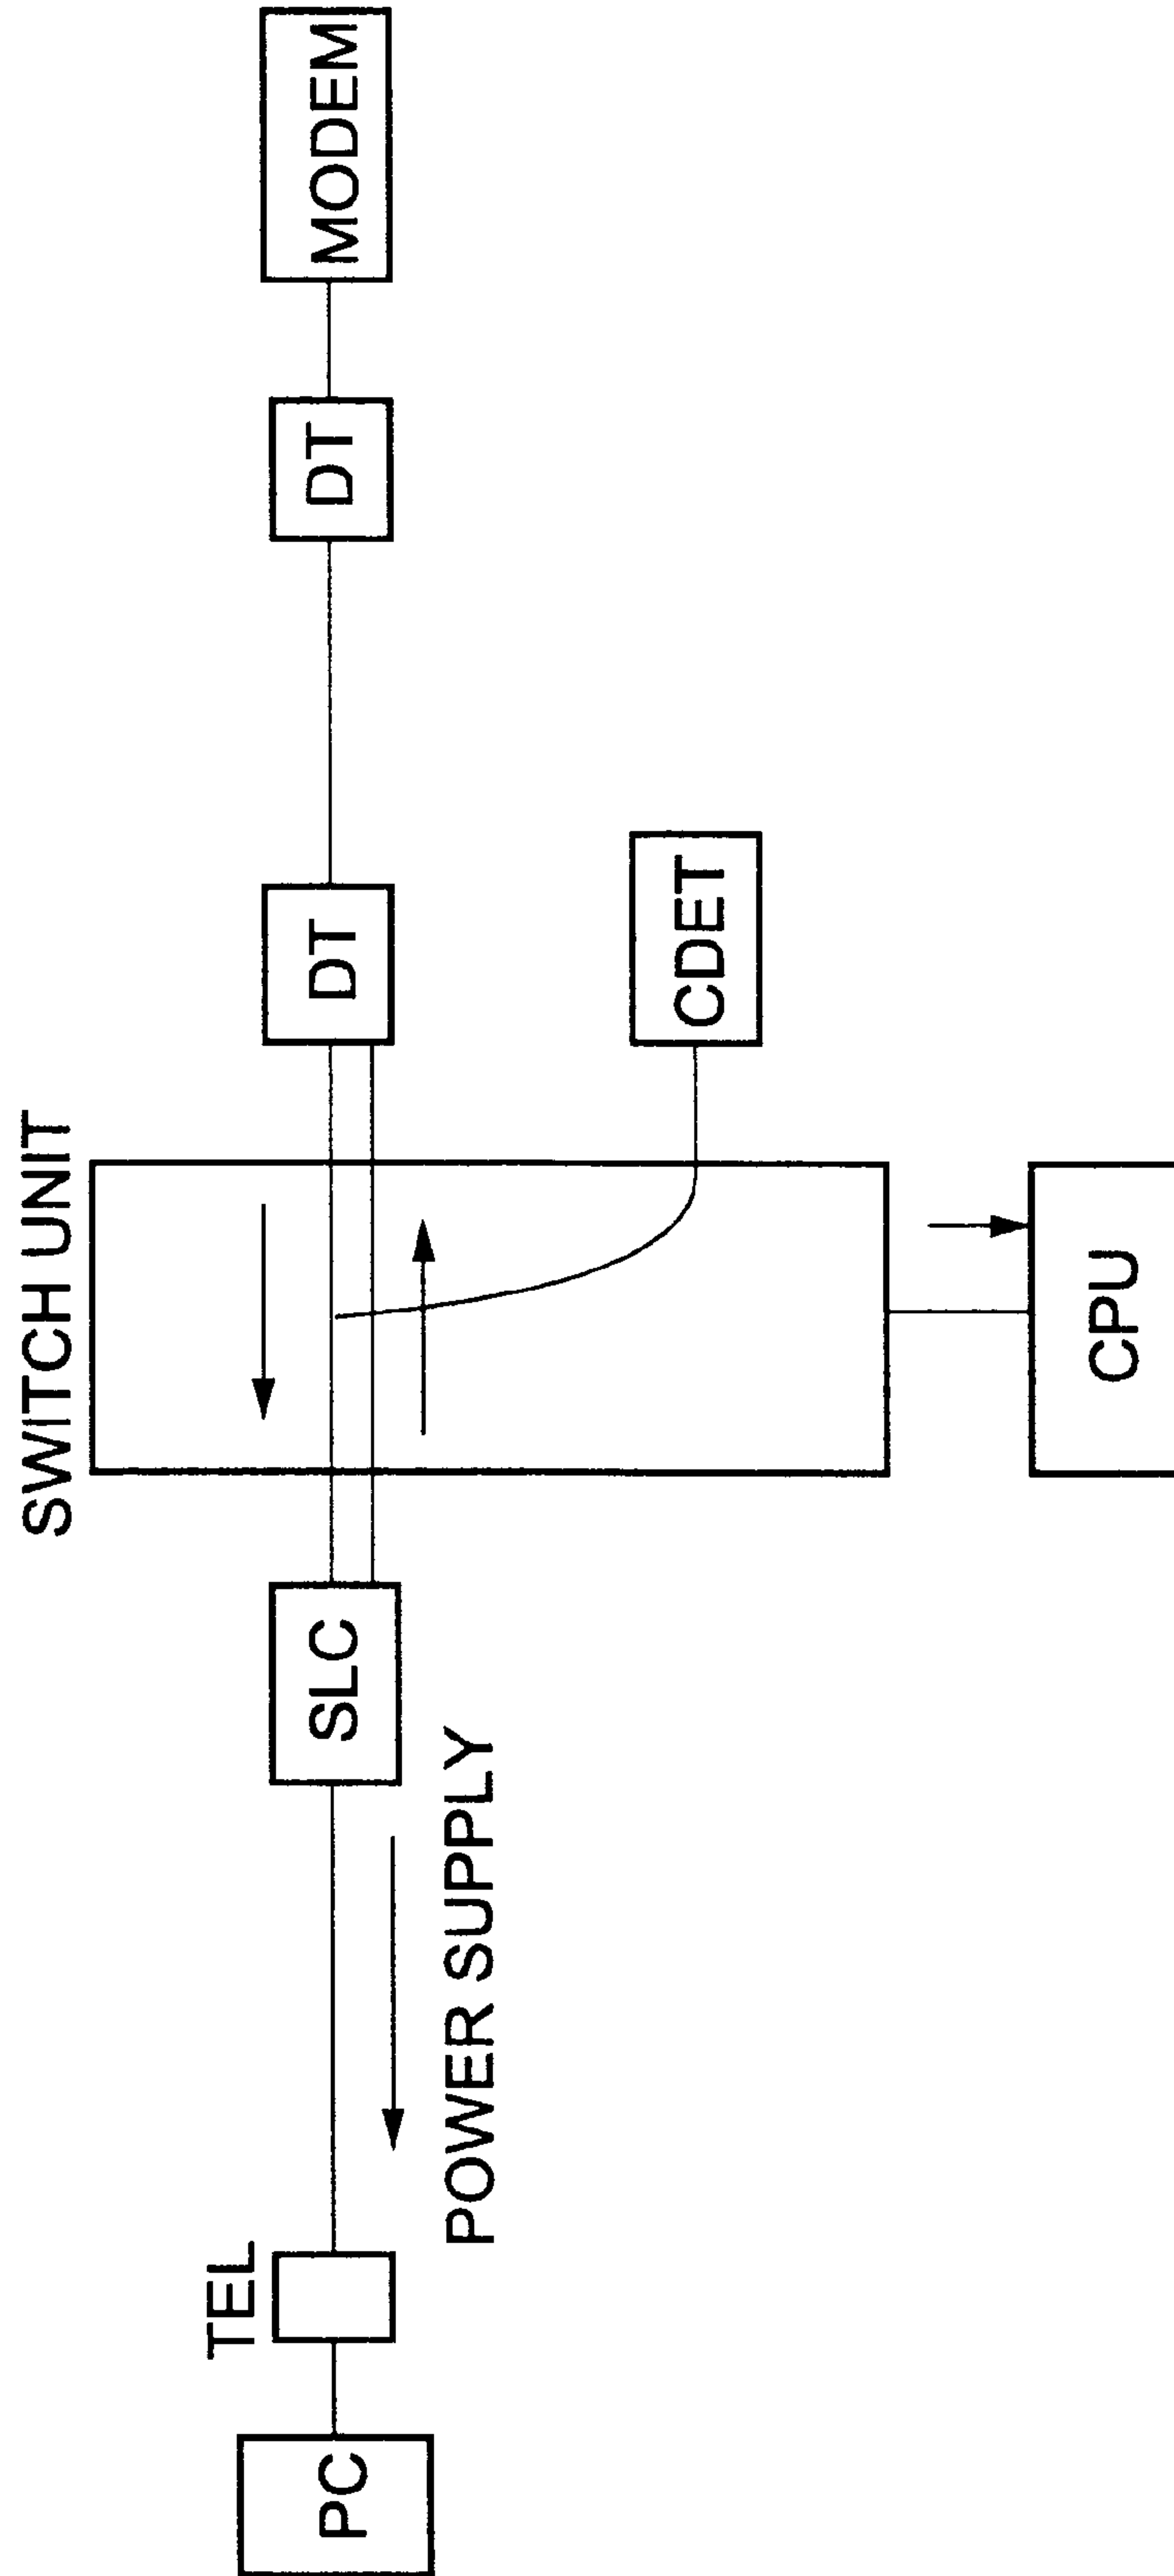 SWITCH UNIT
TEL
PC
SLC
DT
DT
MODEM
POWER SUPPLY
CDET
CPU